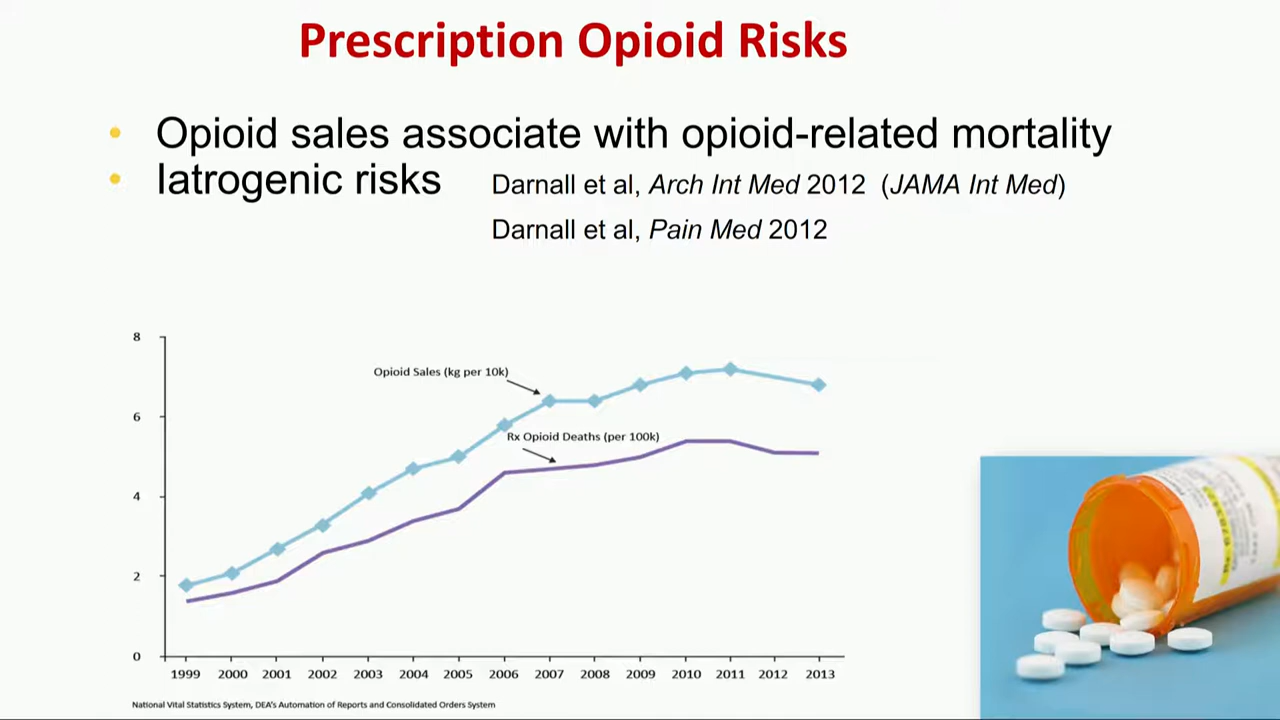 Prescription Opioid Risks
• Opioid sales associate with opioid-related mortality
• Iatrogenic risks Darnall et al, Arch Int Med 2012 (JAMA Int Med)
Darnall et al, Pain Med 2012
8
Opioid Sales (kg per 10k)
6
Rx Opioid Deaths (per 100k)
4
2
0
1999 2000 2001 2002 2003 2004 2005 2006 2007 2008 2009 2010 2011 2012 2013
National Vital Statistics System, DEA's Automation of Reports and Consolidated Orders System